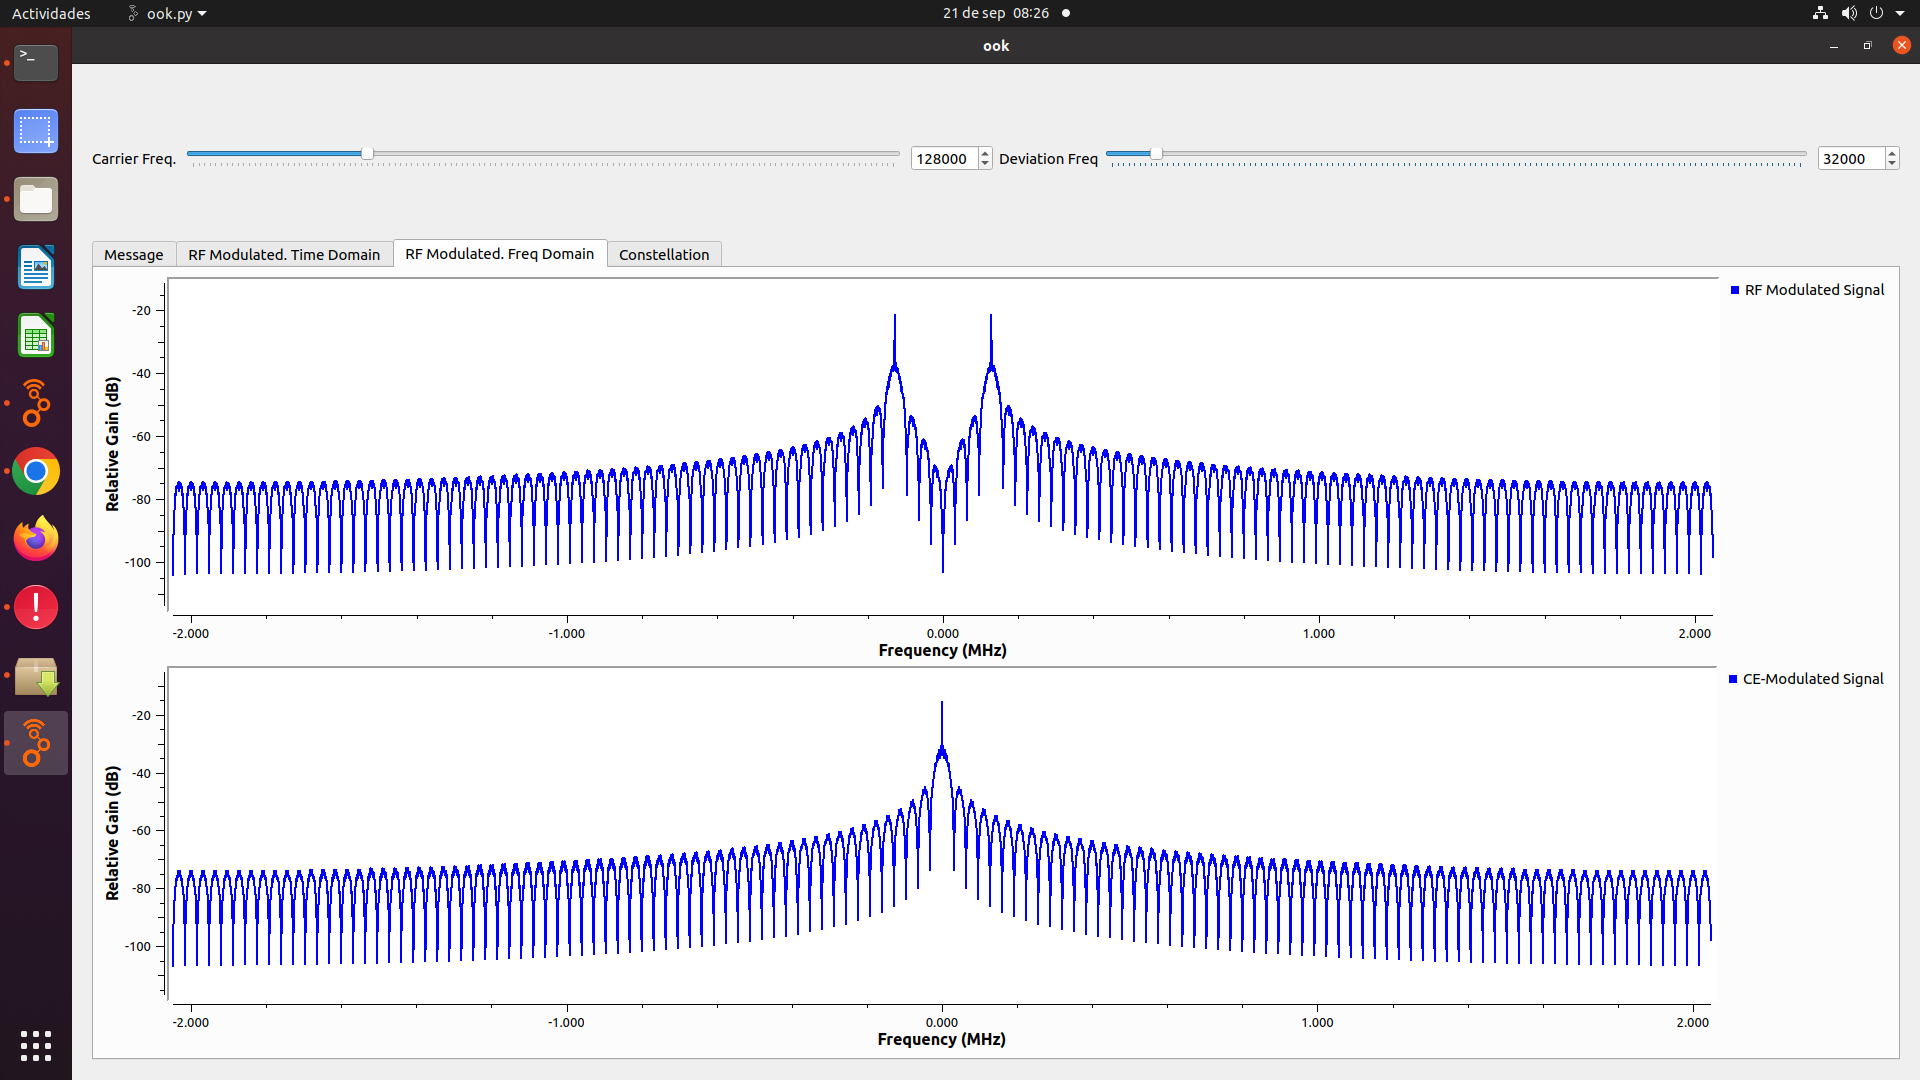 Actividades ook.py 21 de sep 08:26
ook
>_
Carrier Freq. 128000 Deviation Freq 32000
Message RF Modulated. Time Domain RF Modulated. Freq Domain Constellation
RF Modulated Signal
Relative Gain (dB)
-20
-40
-60
-80
-100
-2.000 -1.000 0.000 1.000 2.000
Frequency (MHz)
CE-Modulated Signal
Relative Gain (dB)
-20
-40
-60
-80
-100
-2.000 -1.000 0.000 1.000 2.000
Frequency (MHz)